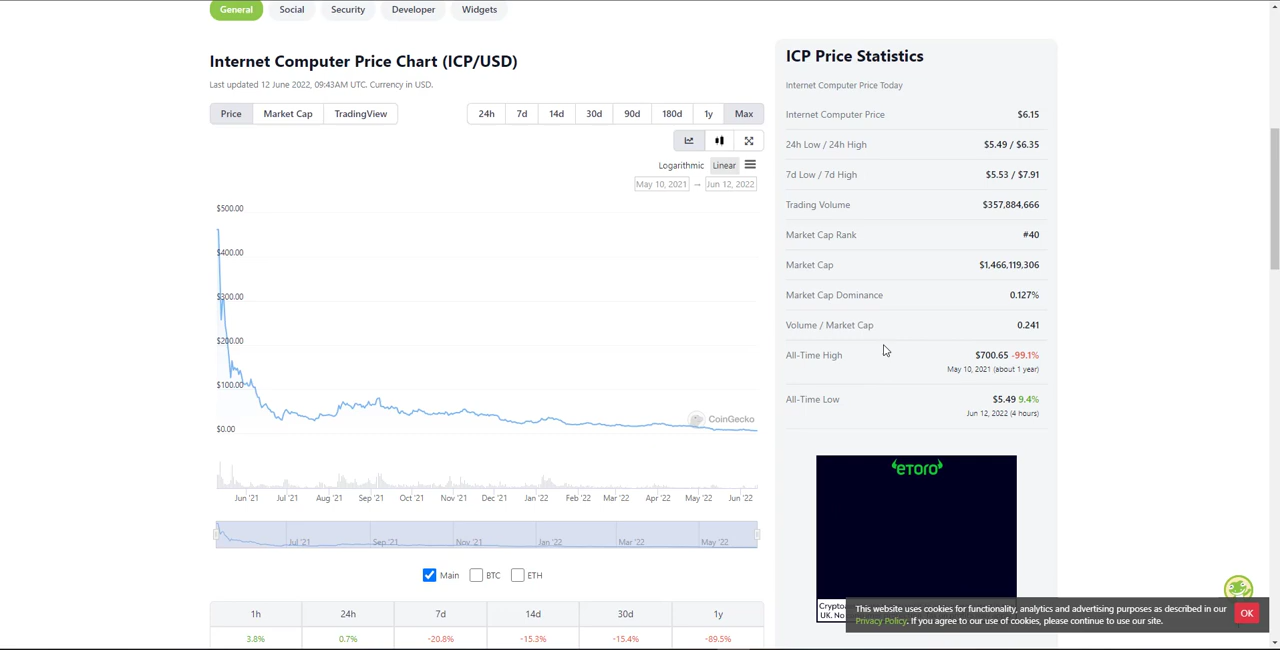 General Social Security Developer Widgets
Internet Computer Price Chart (ICP/USD)
Last updated 12 June 2022, 09:43AM UTC. Currency in USD.
Price Market Cap TradingView
24h 7d 14d 30d 90d 180d 1y Max
Logarithmic Linear
May 10, 2021 → Jun 12, 2022
$500.00
$400.00
$300.00
$200.00
$100.00
$0.00
CoinGecko
Jun '21 Jul '21 Aug '21 Sep '21 Oct '21 Nov '21 Dec '21 Jan '22 Feb '22 Mar '22 Apr '22 May '22 Jun '22
Jul '21 Sep '21 Nov '21 Jan '22 Mar '22 May '22
Main BTC ETH
1h 24h 7d 14d 30d 1y
3.8% 0.7% -20.8% -15.3% -15.4% -89.5%
ICP Price Statistics
Internet Computer Price Today
Internet Computer Price $6.15
24h Low / 24h High $5.49 / $6.35
7d Low / 7d High $5.53 / $7.91
Trading Volume $357,884,666
Market Cap Rank #40
Market Cap $1,466,119,306
Market Cap Dominance 0.127%
Volume / Market Cap 0.241
All-Time High $700.65 -99.1%
May 10, 2021 (about 1 year)
All-Time Low $5.49 9.4%
Jun 12, 2022 (4 hours)
eToro
UK. No
This website uses cookies for functionality, analytics and advertising purposes as described in our
Privacy Policy. If you agree to our use of cookies, please continue to use our site.
OK